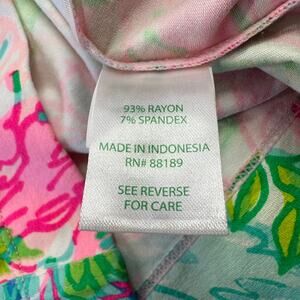 93% RAYON
7% SPANDEX
MADE IN INDONESIA
RN# 88189
SEE REVERSE
FOR CARE